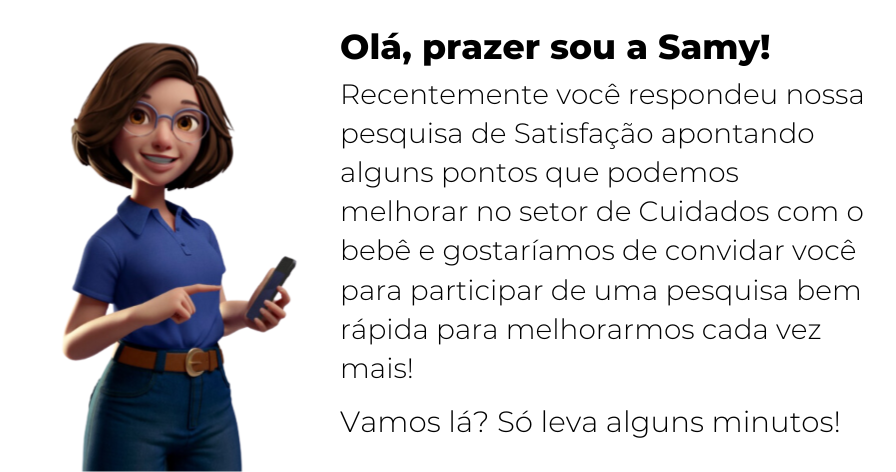 Olá, prazer sou a Samy!
Recentemente você respondeu nossa
pesquisa de Satisfação apontando
alguns pontos que podemos
melhorar no setor de Cuidados com o
bebê e gostaríamos de convidar você
para participar de uma pesquisa bem
rápida para melhorarmos cada vez
mais!
Vamos lá? Só leva alguns minutos!